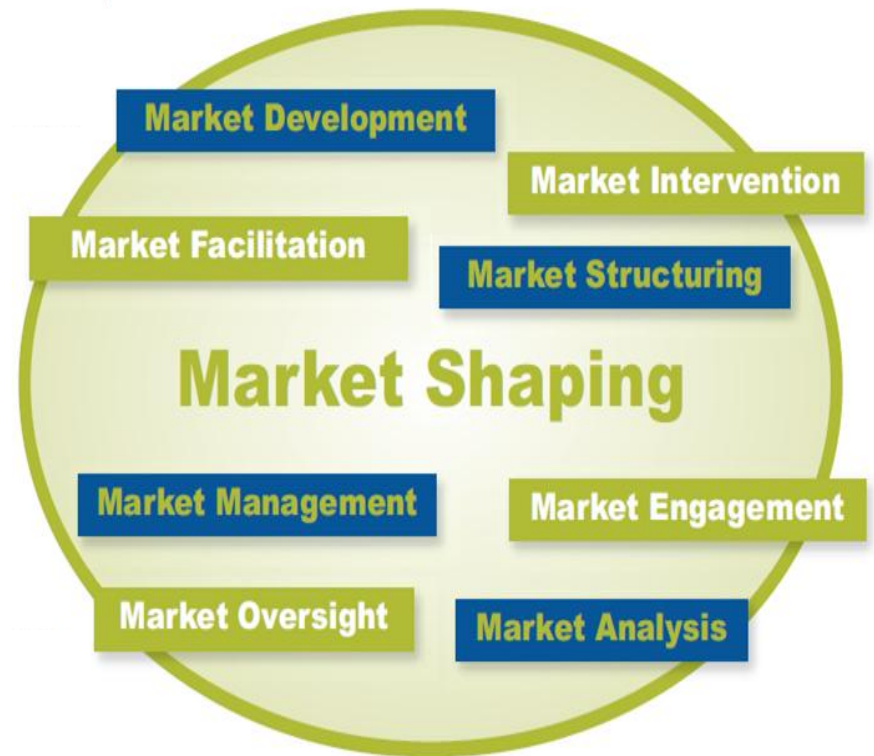 Market Development
Market Intervention
Market Facilitation
Market Structuring
Market Shaping
Market Management
Market Engagement
Market Oversight
Market Analysis